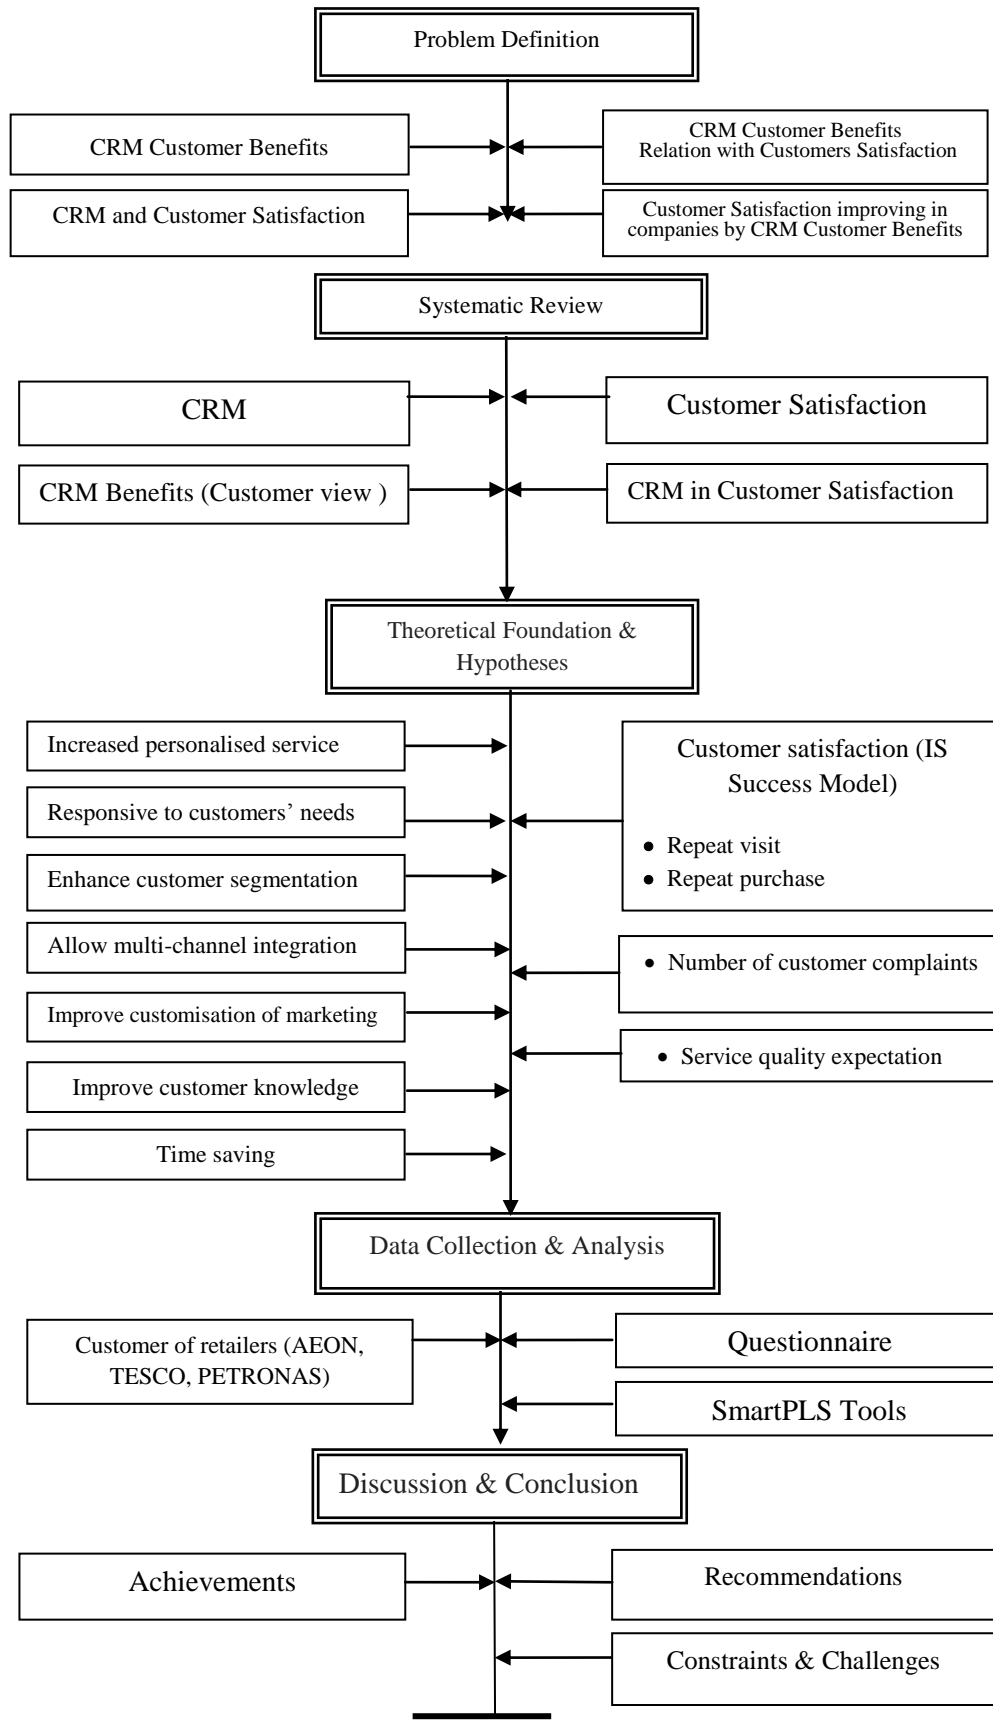 Problem Definition
CRM Customer Benefits
CRM Customer Benefits
Relation with Customers Satisfaction
CRM and Customer Satisfaction
Customer Satisfaction improving in
companies by CRM Customer Benefits
Systematic Review
CRM
Customer Satisfaction
CRM Benefits (Customer view )
CRM in Customer Satisfaction
Theoretical Foundation &
Hypotheses
Increased personalised service
Responsive to customers’ needs
Enhance customer segmentation
Allow multi-channel integration
Improve customisation of marketing
Improve customer knowledge
Time saving
Customer satisfaction (IS
Success Model)
• Repeat visit
• Repeat purchase
• Number of customer complaints
• Service quality expectation
Data Collection & Analysis
Customer of retailers (AEON,
TESCO, PETRONAS)
Questionnaire
SmartPLS Tools
Discussion & Conclusion
Achievements
Recommendations
Constraints & Challenges